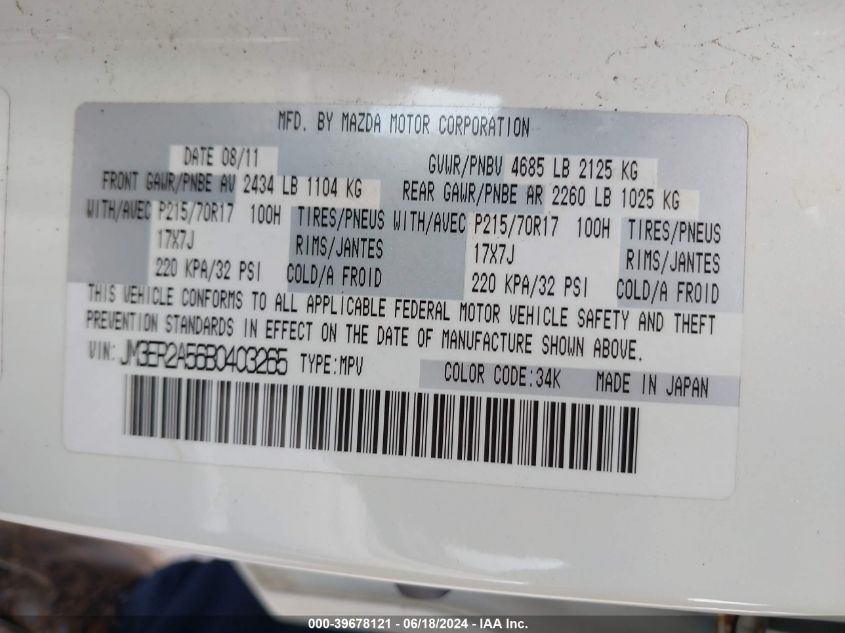 MFD. BY MAZDA MOTOR CORPORATION
DATE 08/11 GVWR/PNBV 4685 LB 2125 KG
FRONT GAWR/PNBE AV 2434 LB 1104 KG REAR GAWR/PNBE AR 2260 LB 1025 KG
WITH/AVEC P215/70R17 100H TIRES/PNEUS WITH/AVEC P215/70R17 100H TIRES/PNEUS
17X7J RIMS/JANTES 17X7J RIMS/JANTES
220 KPA/32 PSI COLD/A FROID 220 KPA/32 PSI COLD/A FROID
THIS VEHICLE CONFORMS TO ALL APPLICABLE FEDERAL MOTOR VEHICLE SAFETY AND THEFT
PREVENTION STANDARDS IN EFFECT ON THE DATE OF MANUFACTURE SHOWN ABOVE.
VIN: JM3ER2A56B0403265 TYPE:MPV COLOR CODE:34K MADE IN JAPAN
000-39678121 - 06/18/2024 - IAA Inc.